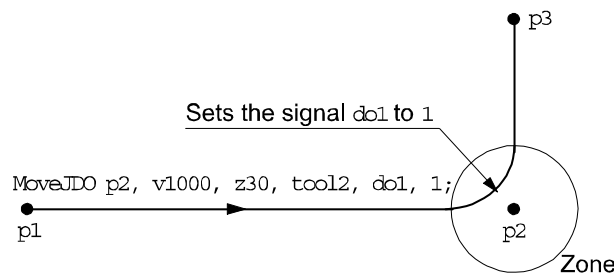 p3
Sets the signal do1 to 1
MoveJDO p2, v1000, z30, tool2, do1, 1;
p1
p2
Zone